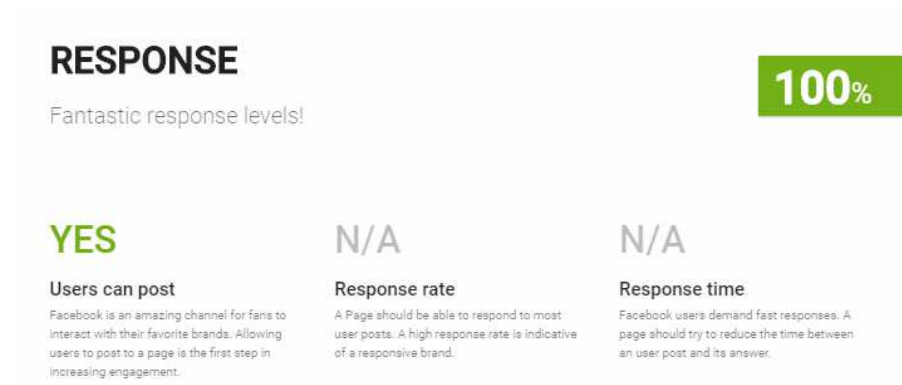 RESPONSE
100%
Fantastic response levels!
YES
Users can post
Facebook is an amazing channel for fans to
interact with their favorite brands. Allowing
users to post to a page is the first step in
increasing engagement.
N/A
Response rate
A Page should be able to respond to most
user posts. A high response rate is indicative
of a responsive brand.
N/A
Response time
Facebook users demand fast responses. A
page should try to reduce the time between
an user post and its answer.